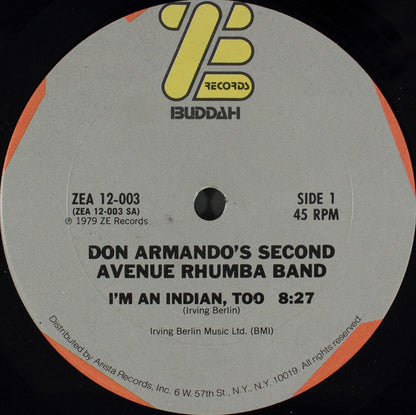 ZE
RECORDS
BUDDAH
ZEA 12-003
(ZEA 12-003 SA)
℗ 1979 ZE Records
SIDE 1
45 RPM
DON ARMANDO'S SECOND
AVENUE RHUMBA BAND
I'M AN INDIAN, TOO 8:27
(Irving Berlin)
Irving Berlin Music Ltd. (BMI)
Distributed by Arista Records, Inc. 6 W. 57th St., N.Y., N.Y. 10019. All rights reserved.